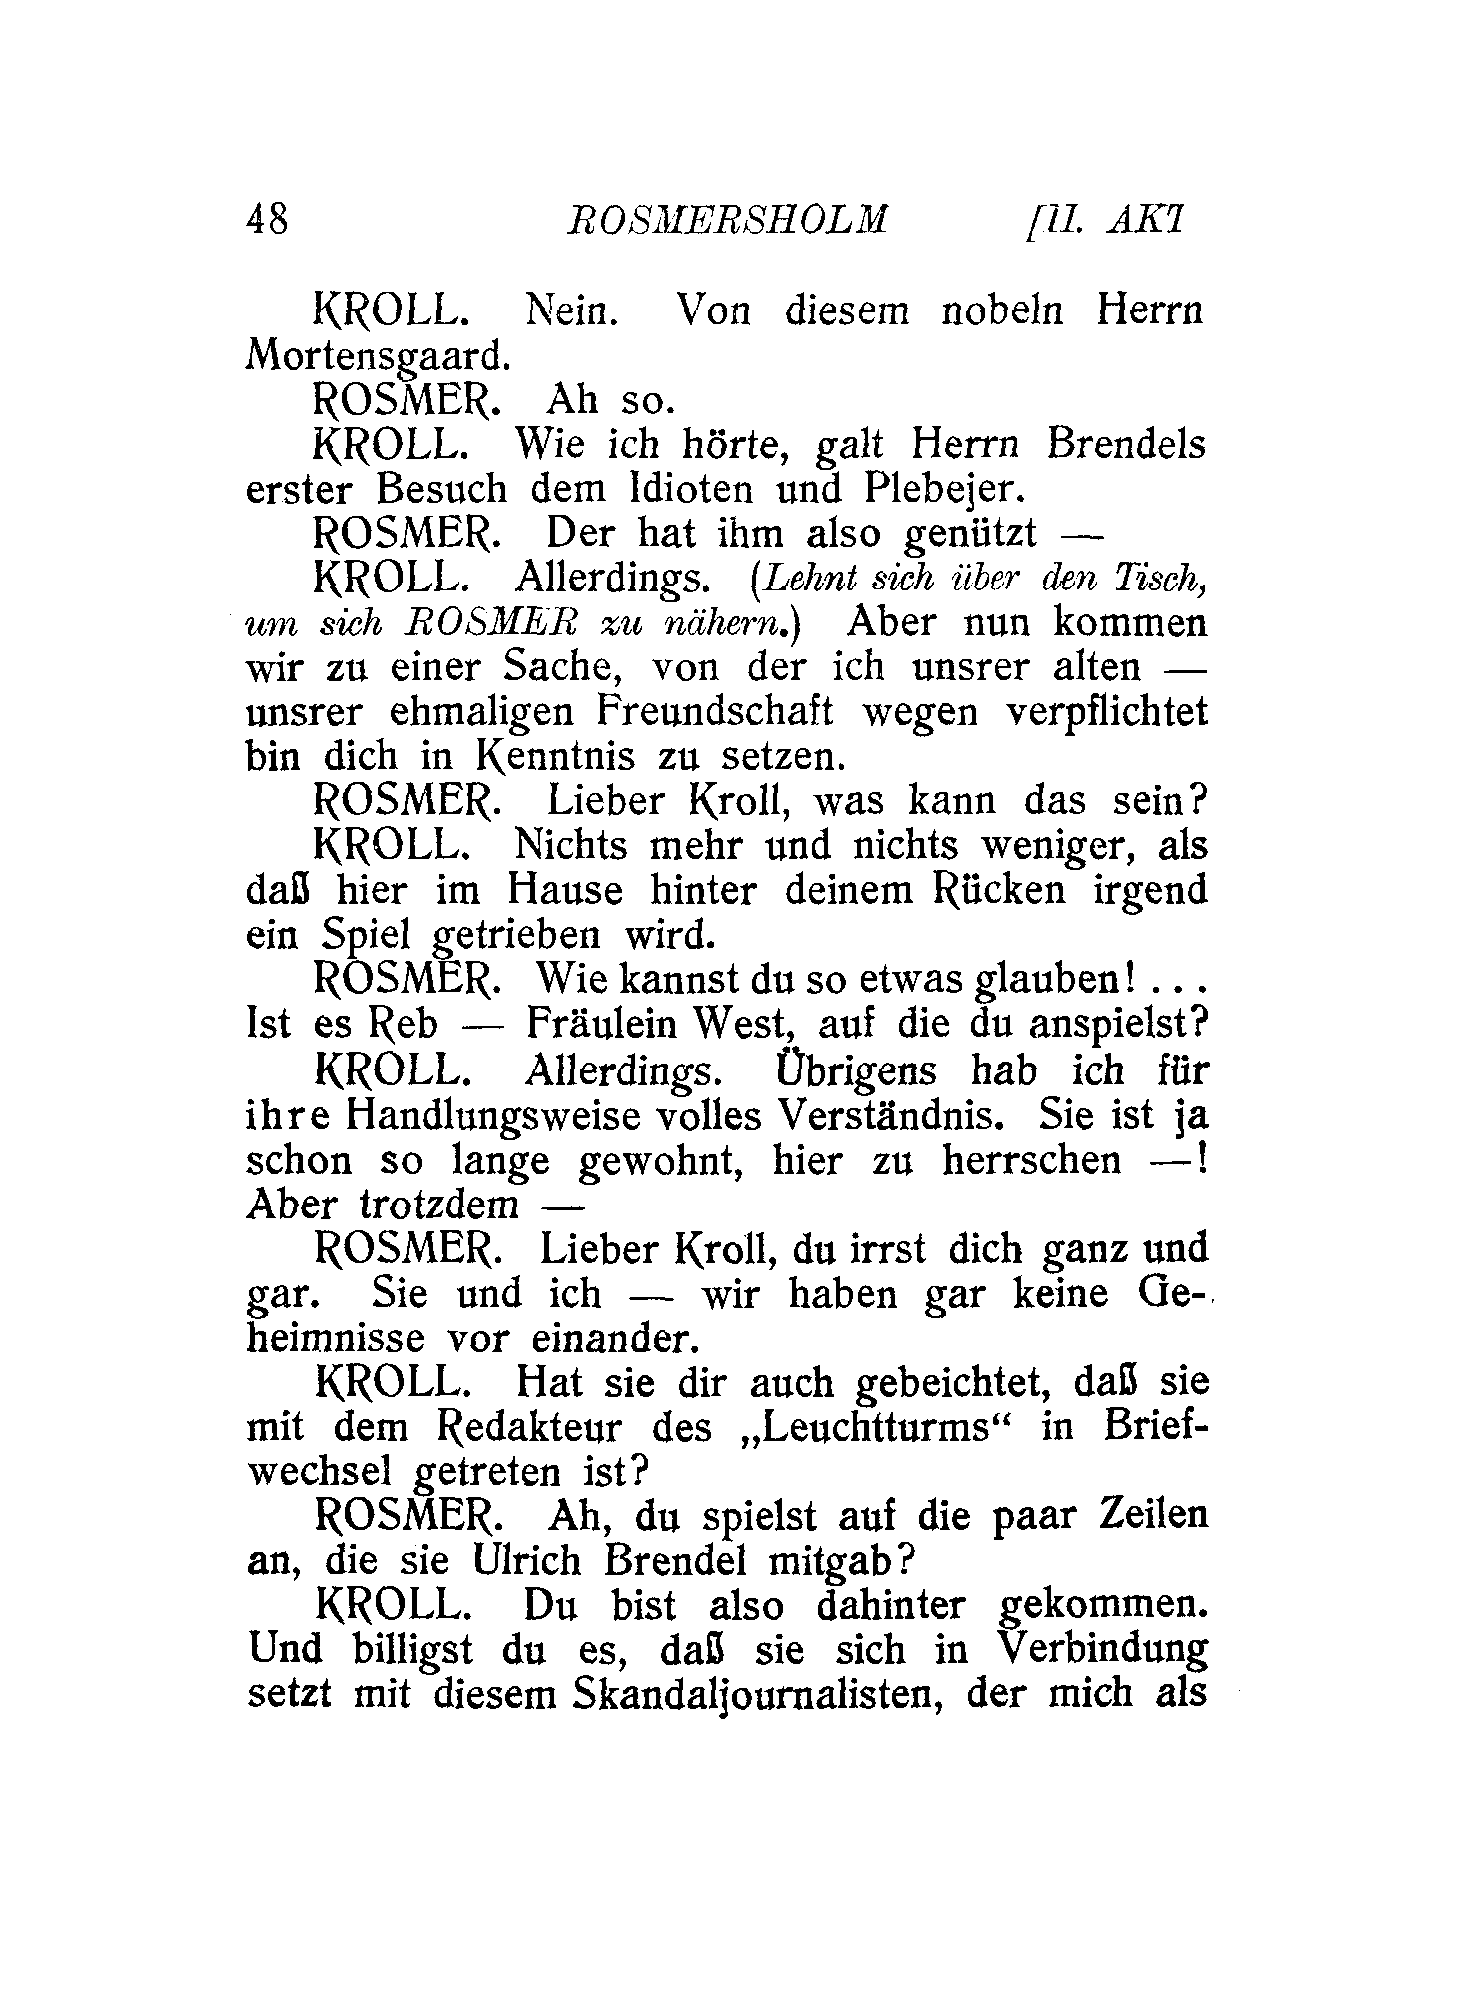 48 ROSMERSHOLM [II. AKT
KROLL. Nein. Von diesem nobeln Herrn
Mortensgaard.
ROSMER. Ah so.
KROLL. Wie ich hörte, galt Herrn Brendels
erster Besuch dem Idioten und Plebejer.
ROSMER. Der hat ihm also genützt —
KROLL. Allerdings. (Lehnt sich über den Tisch,
um sich ROSMER zu nähern.) Aber nun kommen
wir zu einer Sache, von der ich unsrer alten —
unsrer ehmaligen Freundschaft wegen verpflichtet
bin dich in Kenntnis zu setzen.
ROSMER. Lieber Kroll, was kann das sein?
KROLL. Nichts mehr und nichts weniger, als
daß hier im Hause hinter deinem Rücken irgend
ein Spiel getrieben wird.
ROSMER. Wie kannst du so etwas glauben! ...
Ist es Reb — Fräulein West, auf die du anspielst?
KROLL. Allerdings. Übrigens hab ich für
ihre Handlungsweise volles Verständnis. Sie ist ja
schon so lange gewohnt, hier zu herrschen —!
Aber trotzdem —
ROSMER. Lieber Kroll, du irrst dich ganz und
gar. Sie und ich — wir haben gar keine Ge-
heimnisse vor einander.
KROLL. Hat sie dir auch gebeichtet, daß sie
mit dem Redakteur des „Leuchtturms“ in Brief-
wechsel getreten ist?
ROSMER. Ah, du spielst auf die paar Zeilen
an, die sie Ulrich Brendel mitgab?
KROLL. Du bist also dahinter gekommen.
Und billigst du es, daß sie sich in Verbindung
setzt mit diesem Skandaljournalisten, der mich als